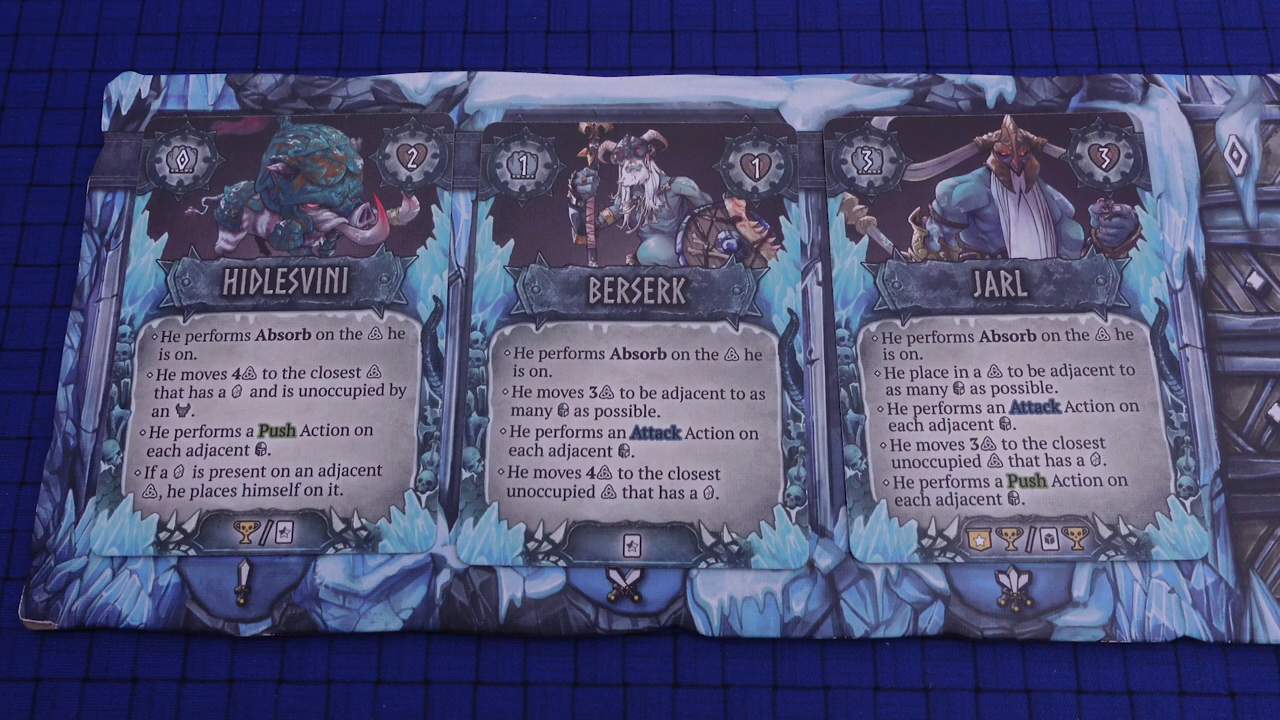 0
2
HIDLESVINI
He performs Absorb on the he
is on.
He moves 4 to the closest
that has a and is unoccupied by
an .
He performs a Push Action on
each adjacent .
If a is present on an adjacent
, he places himself on it.
/
1
1
BERSERK
He performs Absorb on the he
is on.
He moves 3 to be adjacent to as
many as possible.
He performs an Attack Action on
each adjacent .
He moves 4 to the closest
unoccupied that has a .
3
3
JARL
He performs Absorb on the he
is on.
He place in a to be adjacent to
as many as possible.
He performs an Attack Action on
each adjacent .
He moves 3 to the closest
unoccupied that has a .
He performs a Push Action on
each adjacent .
/